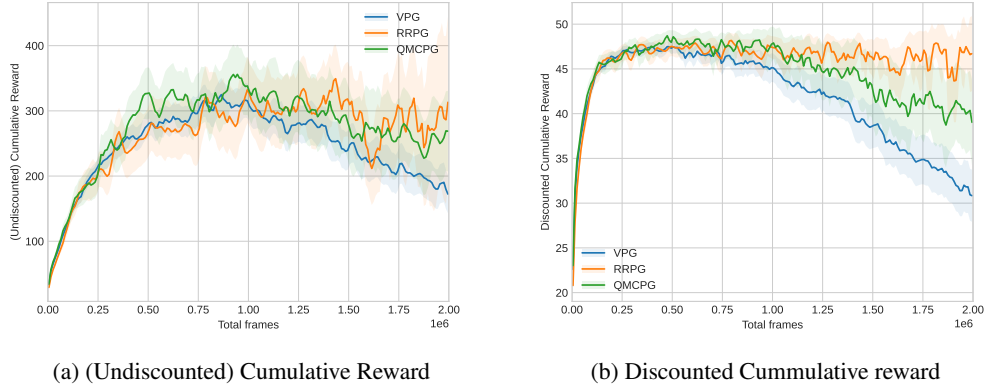 VPG
RRPG
QMCPG
400
300
200
100
(Undiscounted) Cumulative Reward
0.00 0.25 0.50 0.75 1.00 1.25 1.50 1.75 2.00
Total frames
1e6
(a) (Undiscounted) Cumulative Reward
50
45
40
35
30
25
20
Discounted Cumulative Reward
VPG
RRPG
QMCPG
0.00 0.25 0.50 0.75 1.00 1.25 1.50 1.75 2.00
Total frames
1e6
(b) Discounted Cummulative reward